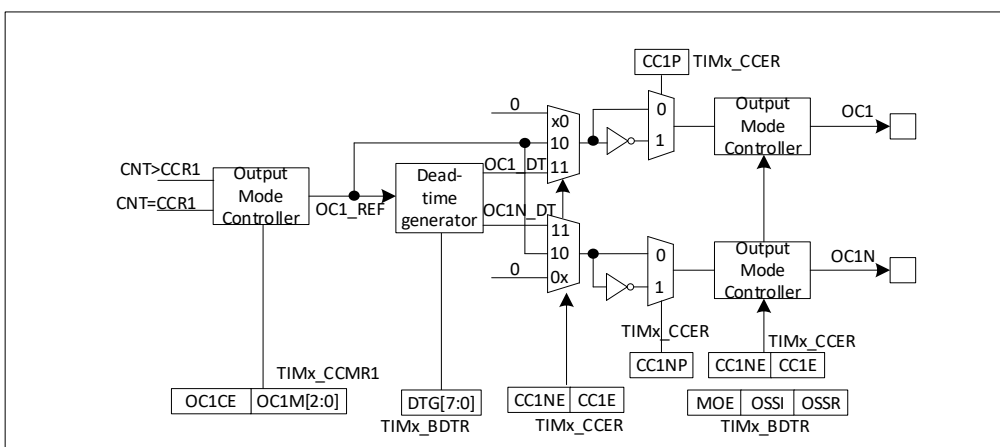 CC1P TIMx_CCER
0
x0
10
11
0
1
Output
Mode
Controller
OC1
CNT>CCR1
CNT=CCR1
Output
Mode
Controller
OC1_REF
Dead-
time
generator
OC1_DT
OC1N_DT
11
10
0x
0
0
1
Output
Mode
Controller
OC1N
TIMx_CCER
CC1NP
TIMx_CCER
CC1NE CC1E
MOE OSSI OSSR
TIMx_BDTR
TIMx_CCMR1
OC1CE OC1M[2:0]
DTG[7:0]
TIMx_BDTR
CC1NE CC1E
TIMx_CCER